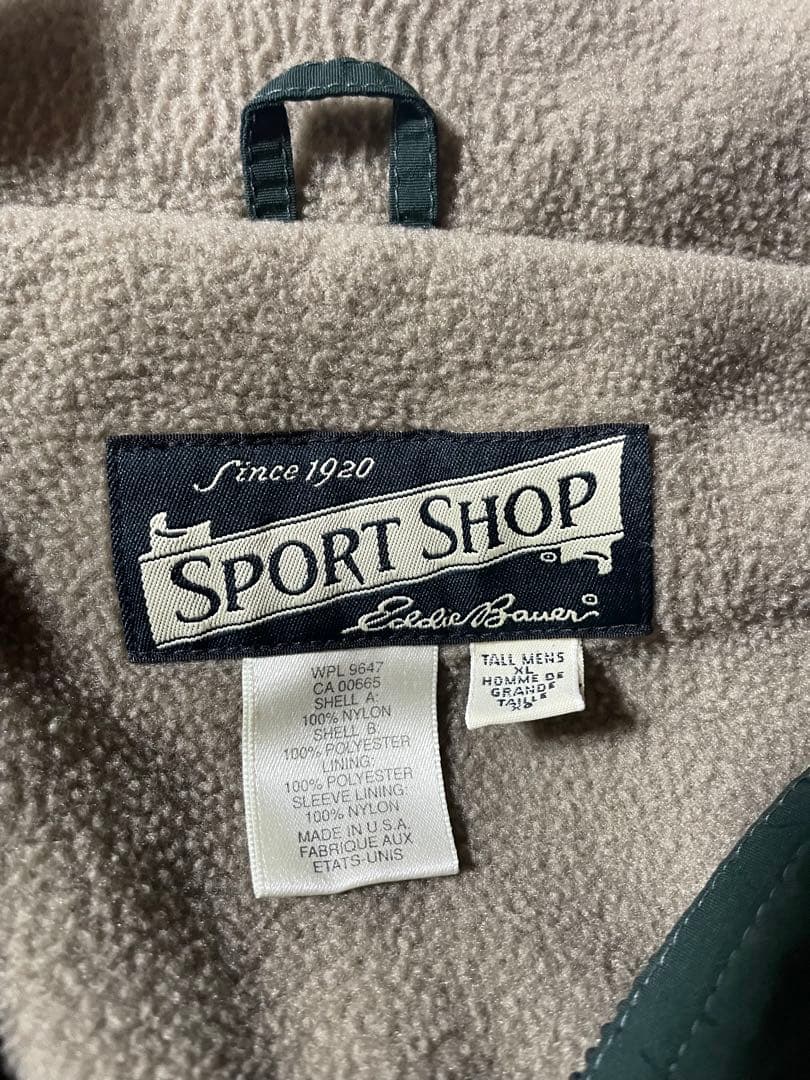 Since 1920
SPORT SHOP
Eddie Bauer
WPL 9647
CA 00665
SHELL A:
100% NYLON
SHELL B:
100% POLYESTER
LINING:
100% POLYESTER
SLEEVE LINING:
100% NYLON
MADE IN U.S.A.
FABRIQUE AUX
ETATS-UNIS
TALL MENS
XL
HOMME DE
GRANDE
TAILLE